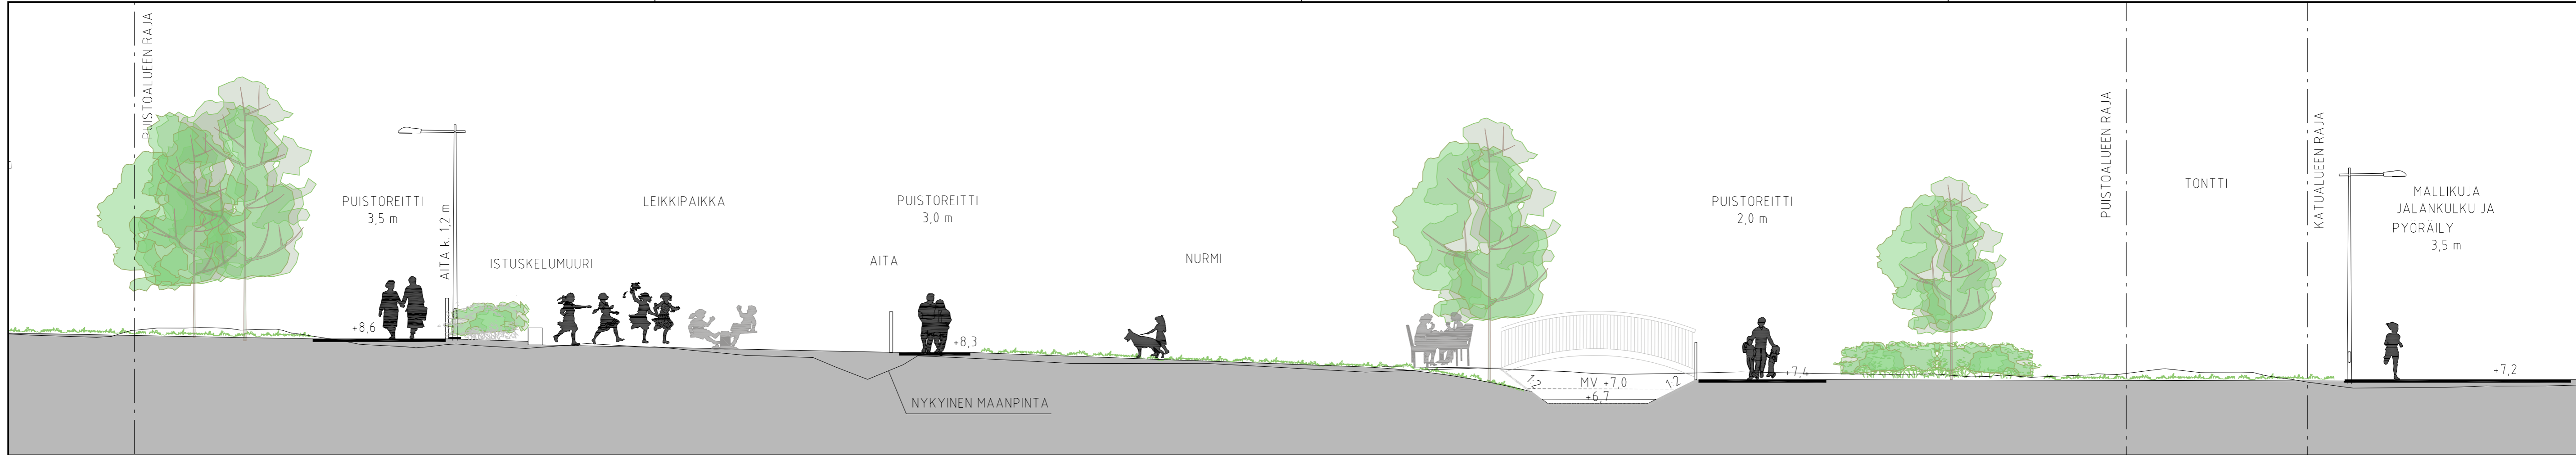 PUISTOALUEEN RAJA
PUISTOREITTI
3,5 m
+8,6
AITA k 1,2 m
ISTUSKELUMUURI
LEIKKIPAIKKA
AITA
PUISTOREITTI
3,0 m
+8,3
NYKYINEN MAANPINTA
NURMI
1:2
MV +7.0
1:2
+6,7
PUISTOREITTI
2,0 m
+7,4
PUISTOALUEEN RAJA
TONTTI
KATUALUEEN RAJA
MALLIKUJA
JALANKULKU JA
PYÖRÄILY
3,5 m
+7,2